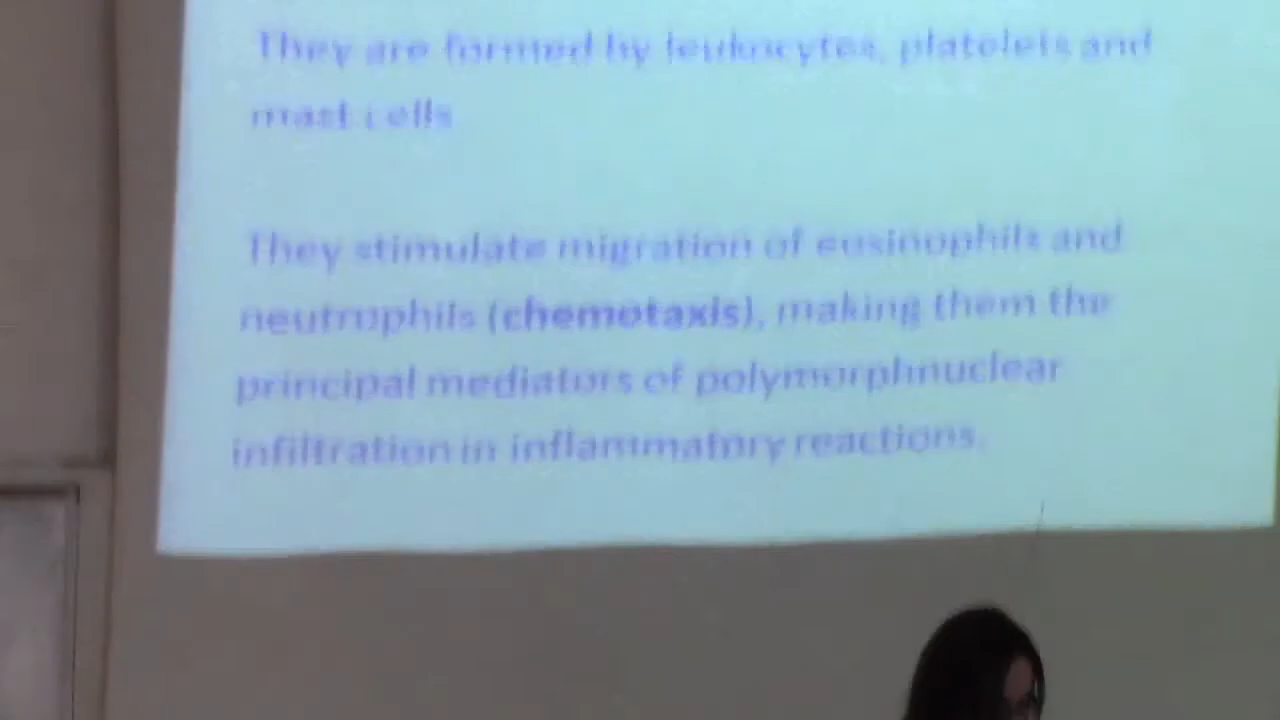 They are formed by leukocytes, platelets and
mast cells
They stimulate migration of eosinophils and
neutrophils (chemotaxis), making them the
principal mediators of polymorphnuclear
infiltration in inflammatory reactions.